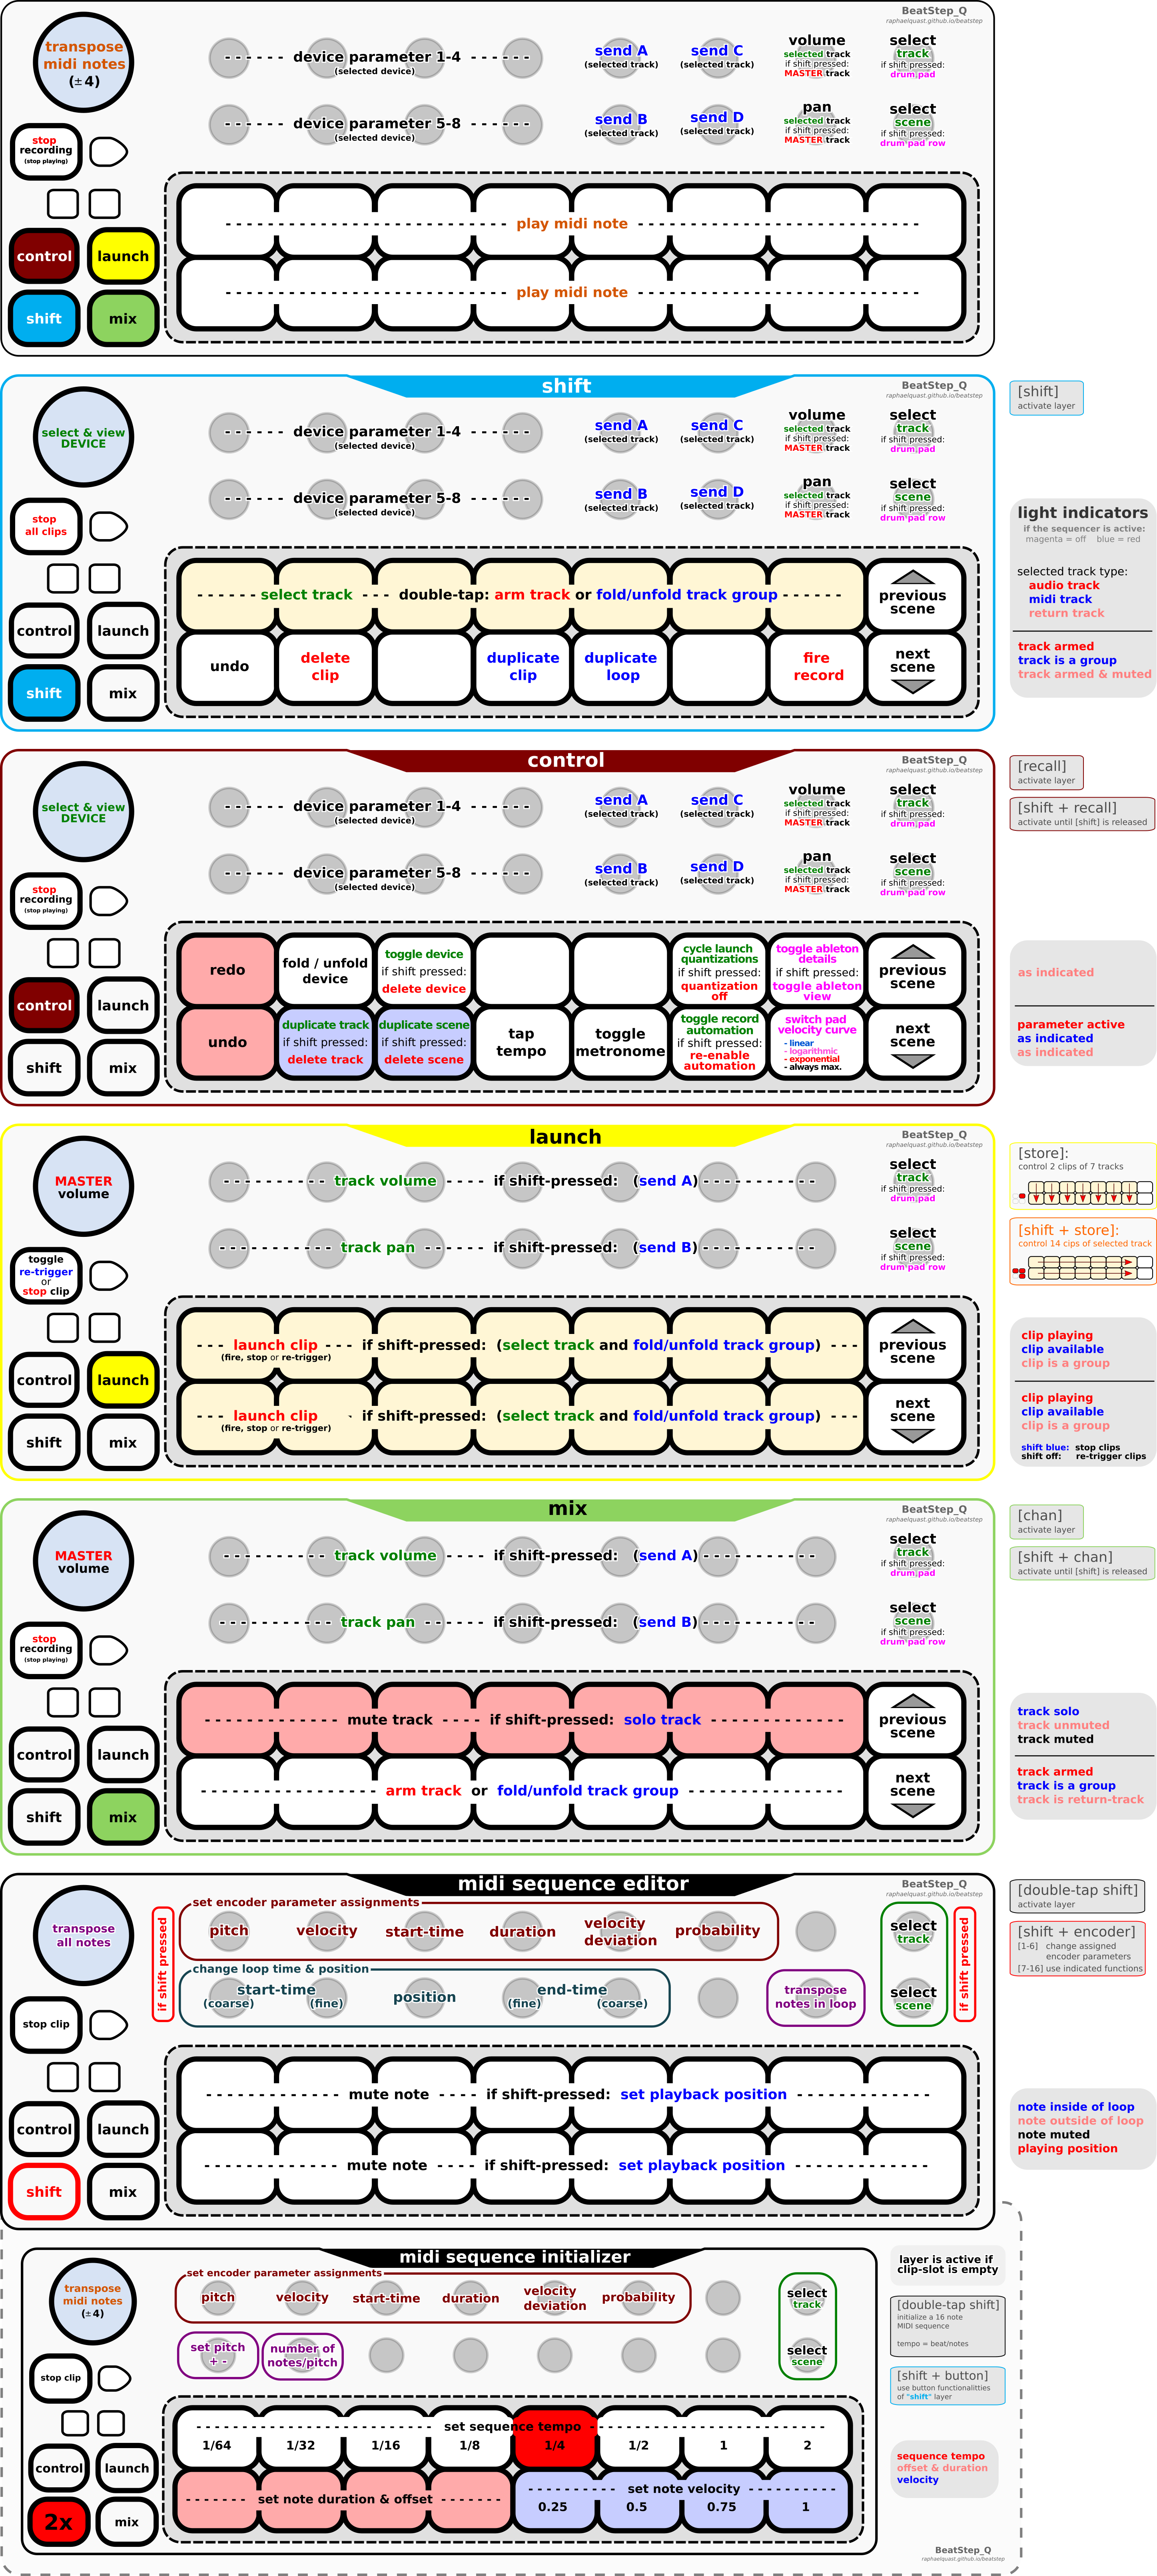 BeatStep_Q
raphaelquast.github.io/beatstep
transpose
midi notes
(± 4)
device parameter 1-4
(selected device)
send A
(selected track)
send C
(selected track)
volume
selected track
if shift pressed:
MASTER track
select
track
if shift pressed:
drum pad
device parameter 5-8
(selected device)
send B
(selected track)
send D
(selected track)
pan
selected track
if shift pressed:
MASTER track
select
scene
if shift pressed:
drum pad row
stop
recording
(stop playing)
control
launch
shift
mix
play midi note
play midi note
shift
BeatStep_Q
raphaelquast.github.io/beatstep
select & view
DEVICE
device parameter 1-4
(selected device)
send A
(selected track)
send C
(selected track)
volume
selected track
if shift pressed:
MASTER track
select
track
if shift pressed:
drum pad
device parameter 5-8
(selected device)
send B
(selected track)
send D
(selected track)
pan
selected track
if shift pressed:
MASTER track
select
scene
if shift pressed:
drum pad row
stop
all clips
control
launch
shift
mix
select track --- double-tap: arm track or fold/unfold track group
previous
scene
undo
delete
clip
duplicate
clip
duplicate
loop
fire
record
next
scene
[shift]
activate layer
light indicators
if the sequencer is active:
magenta = off blue = red
selected track type:
audio track
midi track
return track
track armed
track is a group
track armed & muted
control
BeatStep_Q
raphaelquast.github.io/beatstep
select & view
DEVICE
device parameter 1-4
(selected device)
send A
(selected track)
send C
(selected track)
volume
selected track
if shift pressed:
MASTER track
select
track
if shift pressed:
drum pad
device parameter 5-8
(selected device)
send B
(selected track)
send D
(selected track)
pan
selected track
if shift pressed:
MASTER track
select
scene
if shift pressed:
drum pad row
stop
recording
(stop playing)
control
launch
shift
mix
redo
fold / unfold
device
toggle device
if shift pressed:
delete device
cycle launch
quantizations
if shift pressed:
quantization
off
toggle ableton
details
if shift pressed:
toggle ableton
view
previous
scene
undo
duplicate track
if shift pressed:
delete track
duplicate scene
if shift pressed:
delete scene
tap
tempo
toggle
metronome
toggle record
automation
if shift pressed:
re-enable
automation
switch pad
velocity curve
- linear
- logarithmic
- exponential
- always max.
next
scene
[recall]
activate layer
[shift + recall]
activate until [shift] is released
as indicated
parameter active
as indicated
as indicated
launch
BeatStep_Q
raphaelquast.github.io/beatstep
MASTER
volume
track volume ----- if shift-pressed: (send A)
select
track
if shift pressed:
drum pad
track pan ------ if shift-pressed: (send B)
select
scene
if shift pressed:
drum pad row
toggle
re-trigger
or
stop clip
control
launch
shift
mix
launch clip --- if shift-pressed: (select track and fold/unfold track group) ---
(fire, stop or re-trigger)
previous
scene
launch clip - if shift-pressed: (select track and fold/unfold track group) ---
(fire, stop or re-trigger)
next
scene
[store]:
control 2 clips of 7 tracks
[shift + store]:
control 14 cips of selected track
clip playing
clip available
clip is a group
clip playing
clip available
clip is a group
shift blue: stop clips
shift off: re-trigger clips
mix
BeatStep_Q
raphaelquast.github.io/beatstep
MASTER
volume
track volume ----- if shift-pressed: (send A)
select
track
if shift pressed:
drum pad
track pan ------ if shift-pressed: (send B)
select
scene
if shift pressed:
drum pad row
stop
recording
(stop playing)
control
launch
shift
mix
mute track ---- if shift-pressed: solo track
previous
scene
arm track or fold/unfold track group
next
scene
[chan]
activate layer
[shift + chan]
activate until [shift] is released
track solo
track unmuted
track muted
track armed
track is a group
track is return-track
midi sequence editor
BeatStep_Q
raphaelquast.github.io/beatstep
transpose
all notes
if shift pressed
set encoder parameter assignments
pitch
velocity
start-time
duration
velocity
deviation
probability
select
track
if shift pressed
change loop time & position
start-time
(coarse)
(fine)
position
end-time
(fine)
(coarse)
transpose
notes in loop
select
scene
stop clip
control
launch
shift
mix
mute note ---- if shift-pressed: set playback position
mute note ---- if shift-pressed: set playback position
[double-tap shift]
activate layer
[shift + encoder]
[1-6] change assigned
encoder parameters
[7-16] use indicated functions
note inside of loop
note outside of loop
note muted
playing position
midi sequence initializer
transpose
midi notes
(± 4)
set encoder parameter assignments
pitch
velocity
start-time
duration
velocity
deviation
probability
select
track
set pitch
+ -
number of
notes/pitch
select
scene
stop clip
control
launch
2x
mix
set sequence tempo
1/64
1/32
1/16
1/8
1/4
1/2
1
2
set note duration & offset
set note velocity
0.25
0.5
0.75
1
layer is active if
clip-slot is empty
[double-tap shift]
initialize a 16 note
MIDI sequence
tempo = beat/notes
[shift + button]
use button functionalitties
of "shift" layer
sequence tempo
offset & duration
velocity
BeatStep_Q
raphaelquast.github.io/beatstep